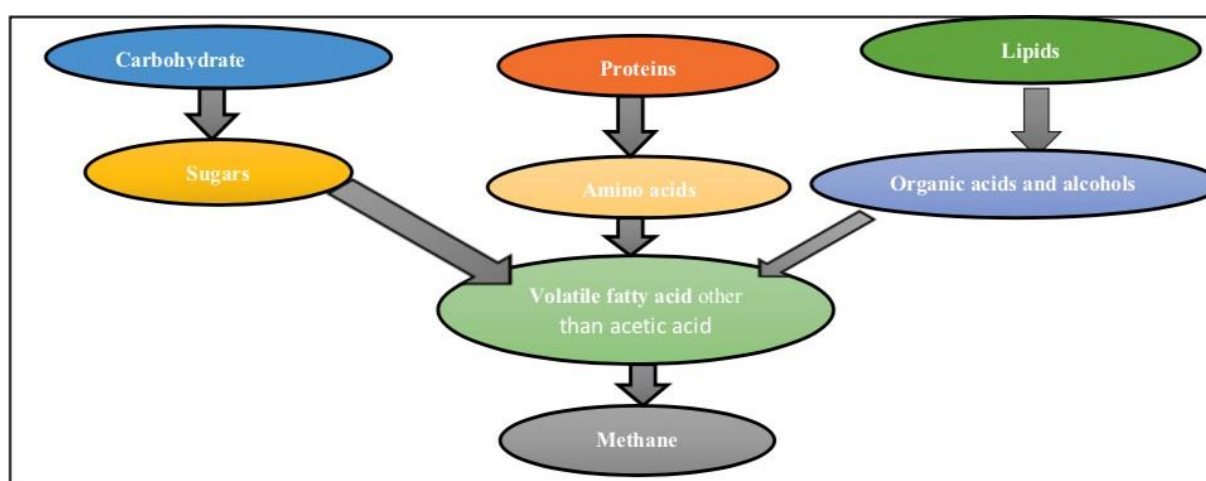 Carbohydrate
Proteins
Lipids
Sugars
Amino acids
Organic acids and alcohols
Volatile fatty acid other
than acetic acid
Methane